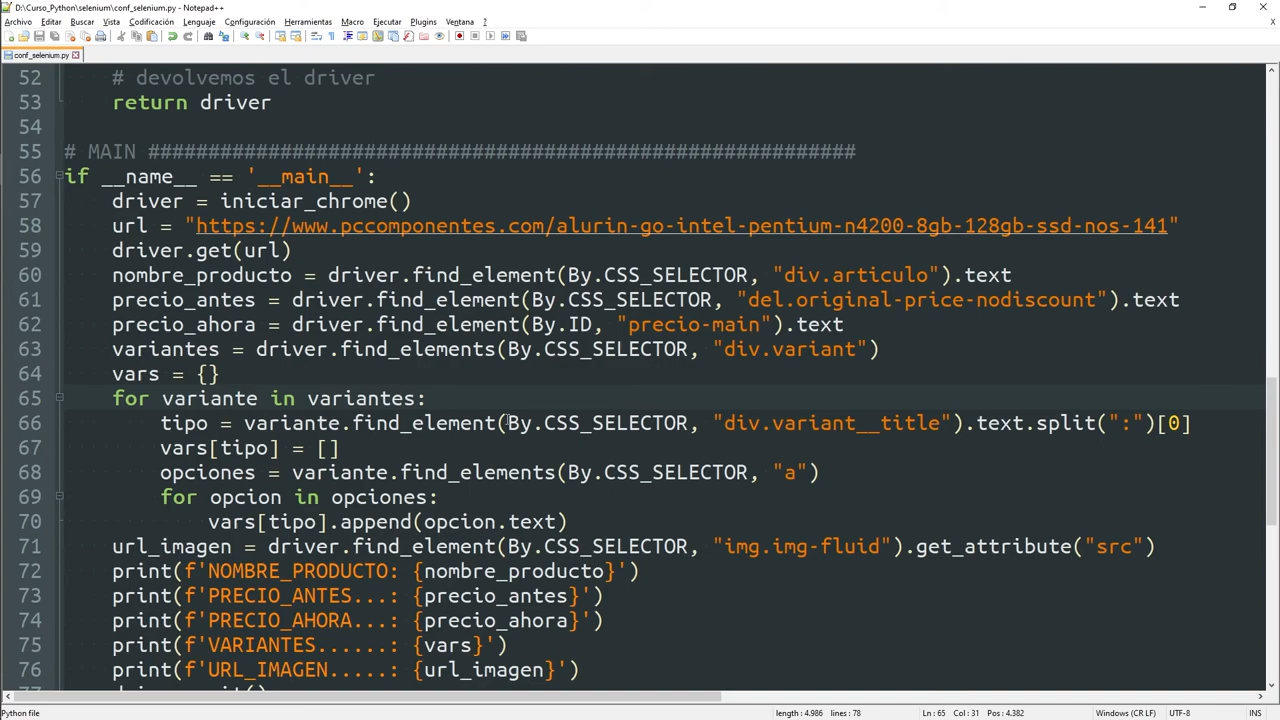 D:\Curso_Python\selenium\conf_selenium.py - Notepad++
Archivo Editar Buscar Vista Codificación Lenguaje Configuración Herramientas Macro Ejecutar Plugins Ventana ?
conf_selenium.py
52 # devolvemos el driver
53 return driver
54
55 # MAIN ###########################################################
56 if __name__ == '__main__':
57 driver = iniciar_chrome()
58 url = "https://www.pccomponentes.com/alurin-go-intel-pentium-n4200-8gb-128gb-ssd-nos-141"
59 driver.get(url)
60 nombre_producto = driver.find_element(By.CSS_SELECTOR, "div.articulo").text
61 precio_antes = driver.find_element(By.CSS_SELECTOR, "del.original-price-nodiscount").text
62 precio_ahora = driver.find_element(By.ID, "precio-main").text
63 variantes = driver.find_elements(By.CSS_SELECTOR, "div.variant")
64 vars = {}
65 for variante in variantes:
66 tipo = variante.find_element(By.CSS_SELECTOR, "div.variant__title").text.split(":")[0]
67 vars[tipo] = []
68 opciones = variante.find_elements(By.CSS_SELECTOR, "a")
69 for opcion in opciones:
70 vars[tipo].append(opcion.text)
71 url_imagen = driver.find_element(By.CSS_SELECTOR, "img.img-fluid").get_attribute("src")
72 print(f'NOMBRE_PRODUCTO: {nombre_producto}')
73 print(f'PRECIO_ANTES...: {precio_antes}')
74 print(f'PRECIO_AHORA...: {precio_ahora}')
75 print(f'VARIANTES......: {vars}')
76 print(f'URL_IMAGEN.....: {url_imagen}')
Python file length : 4.986 lines : 78 Ln : 65 Col : 31 Pos : 4.382 Windows (CR LF) UTF-8 INS